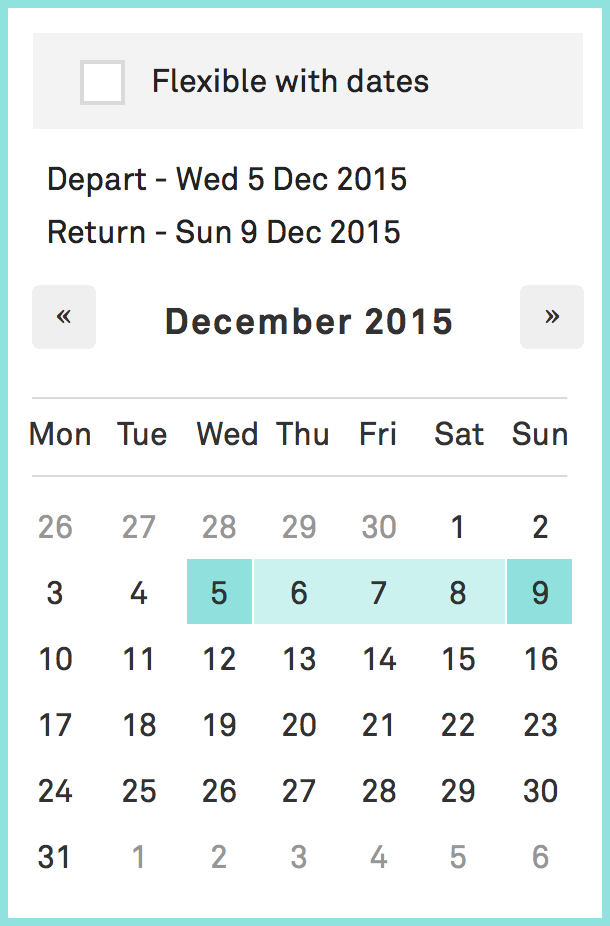 Flexible with dates
Depart - Wed 5 Dec 2015
Return - Sun 9 Dec 2015
« December 2015 »
Mon Tue Wed Thu Fri Sat Sun
26 27 28 29 30 1 2
3 4 5 6 7 8 9
10 11 12 13 14 15 16
17 18 19 20 21 22 23
24 25 26 27 28 29 30
31 1 2 3 4 5 6